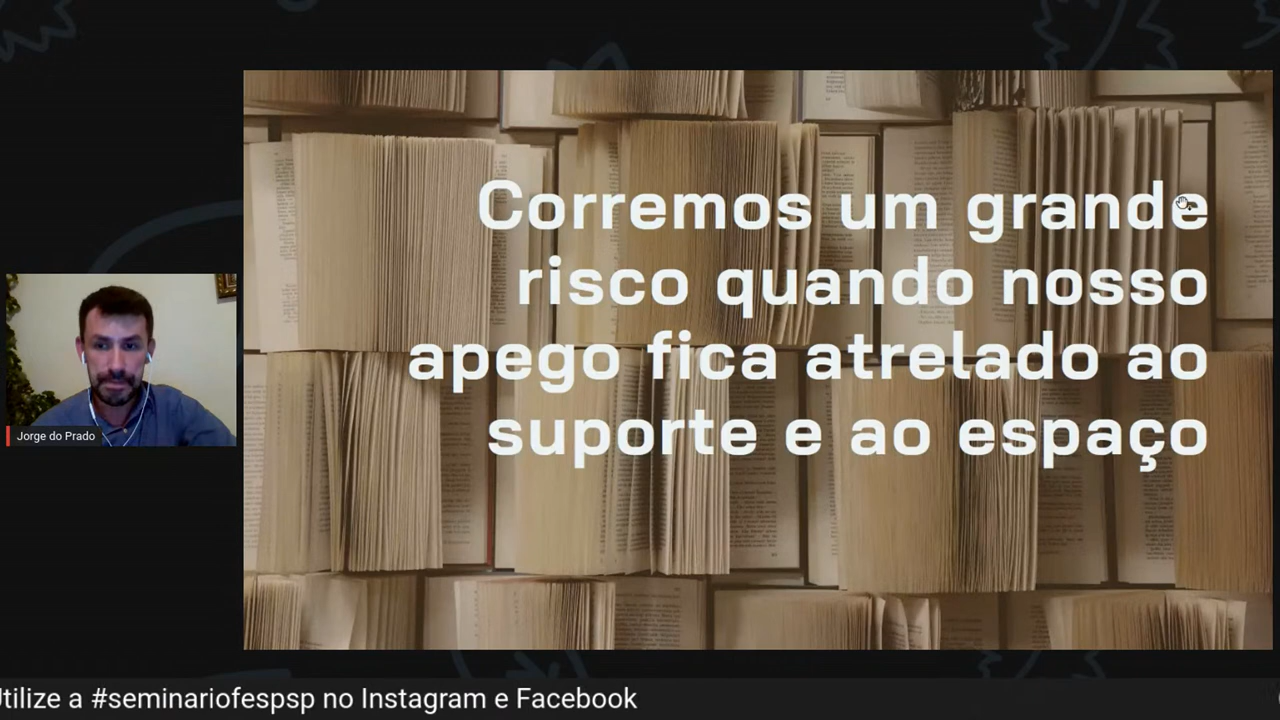 Corremos um grande
risco quando nosso
apego fica atrelado ao
suporte e ao espaço
Jorge do Prado
Utilize a #seminariofespsp no Instagram e Facebook